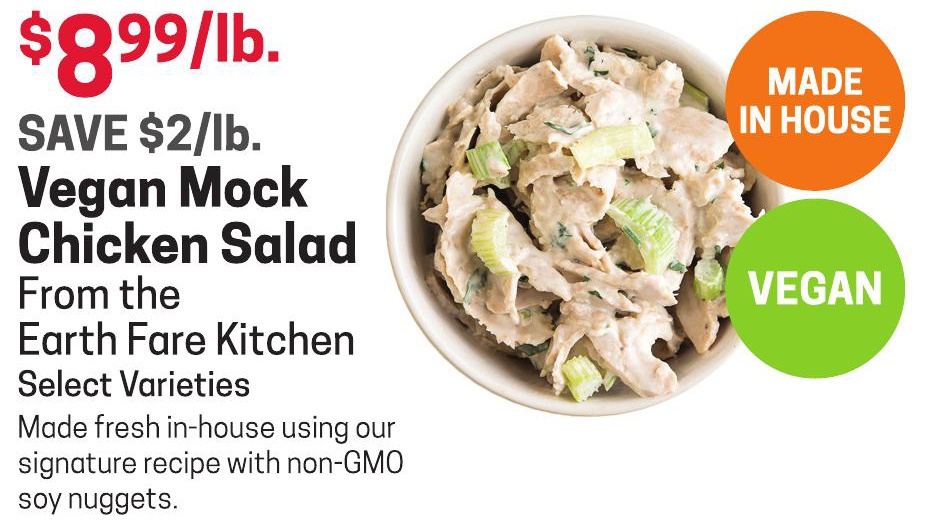 $8 99/lb.
SAVE $2/lb.
Vegan Mock
Chicken Salad
From the
Earth Fare Kitchen
Select Varieties
Made fresh in-house using our
signature recipe with non-GMO
soy nuggets.
MADE
IN HOUSE
VEGAN